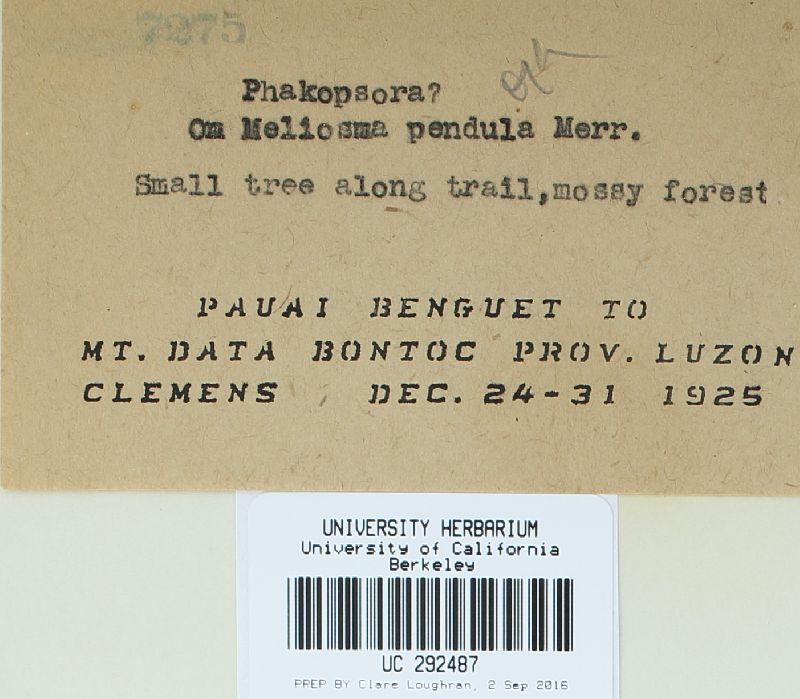 7275
Phakopsora?
Om Meliosma pendula Merr.
Small tree along trail,mossy forest
PAUAI BENGUET TO
MT. DATA BONTOC PROV. LUZON
CLEMENS DEC. 24-31 1925
UNIVERSITY HERBARIUM
University of California
Berkeley
UC 292487
PREP BY Clare Loughran, 2 Sep 2016